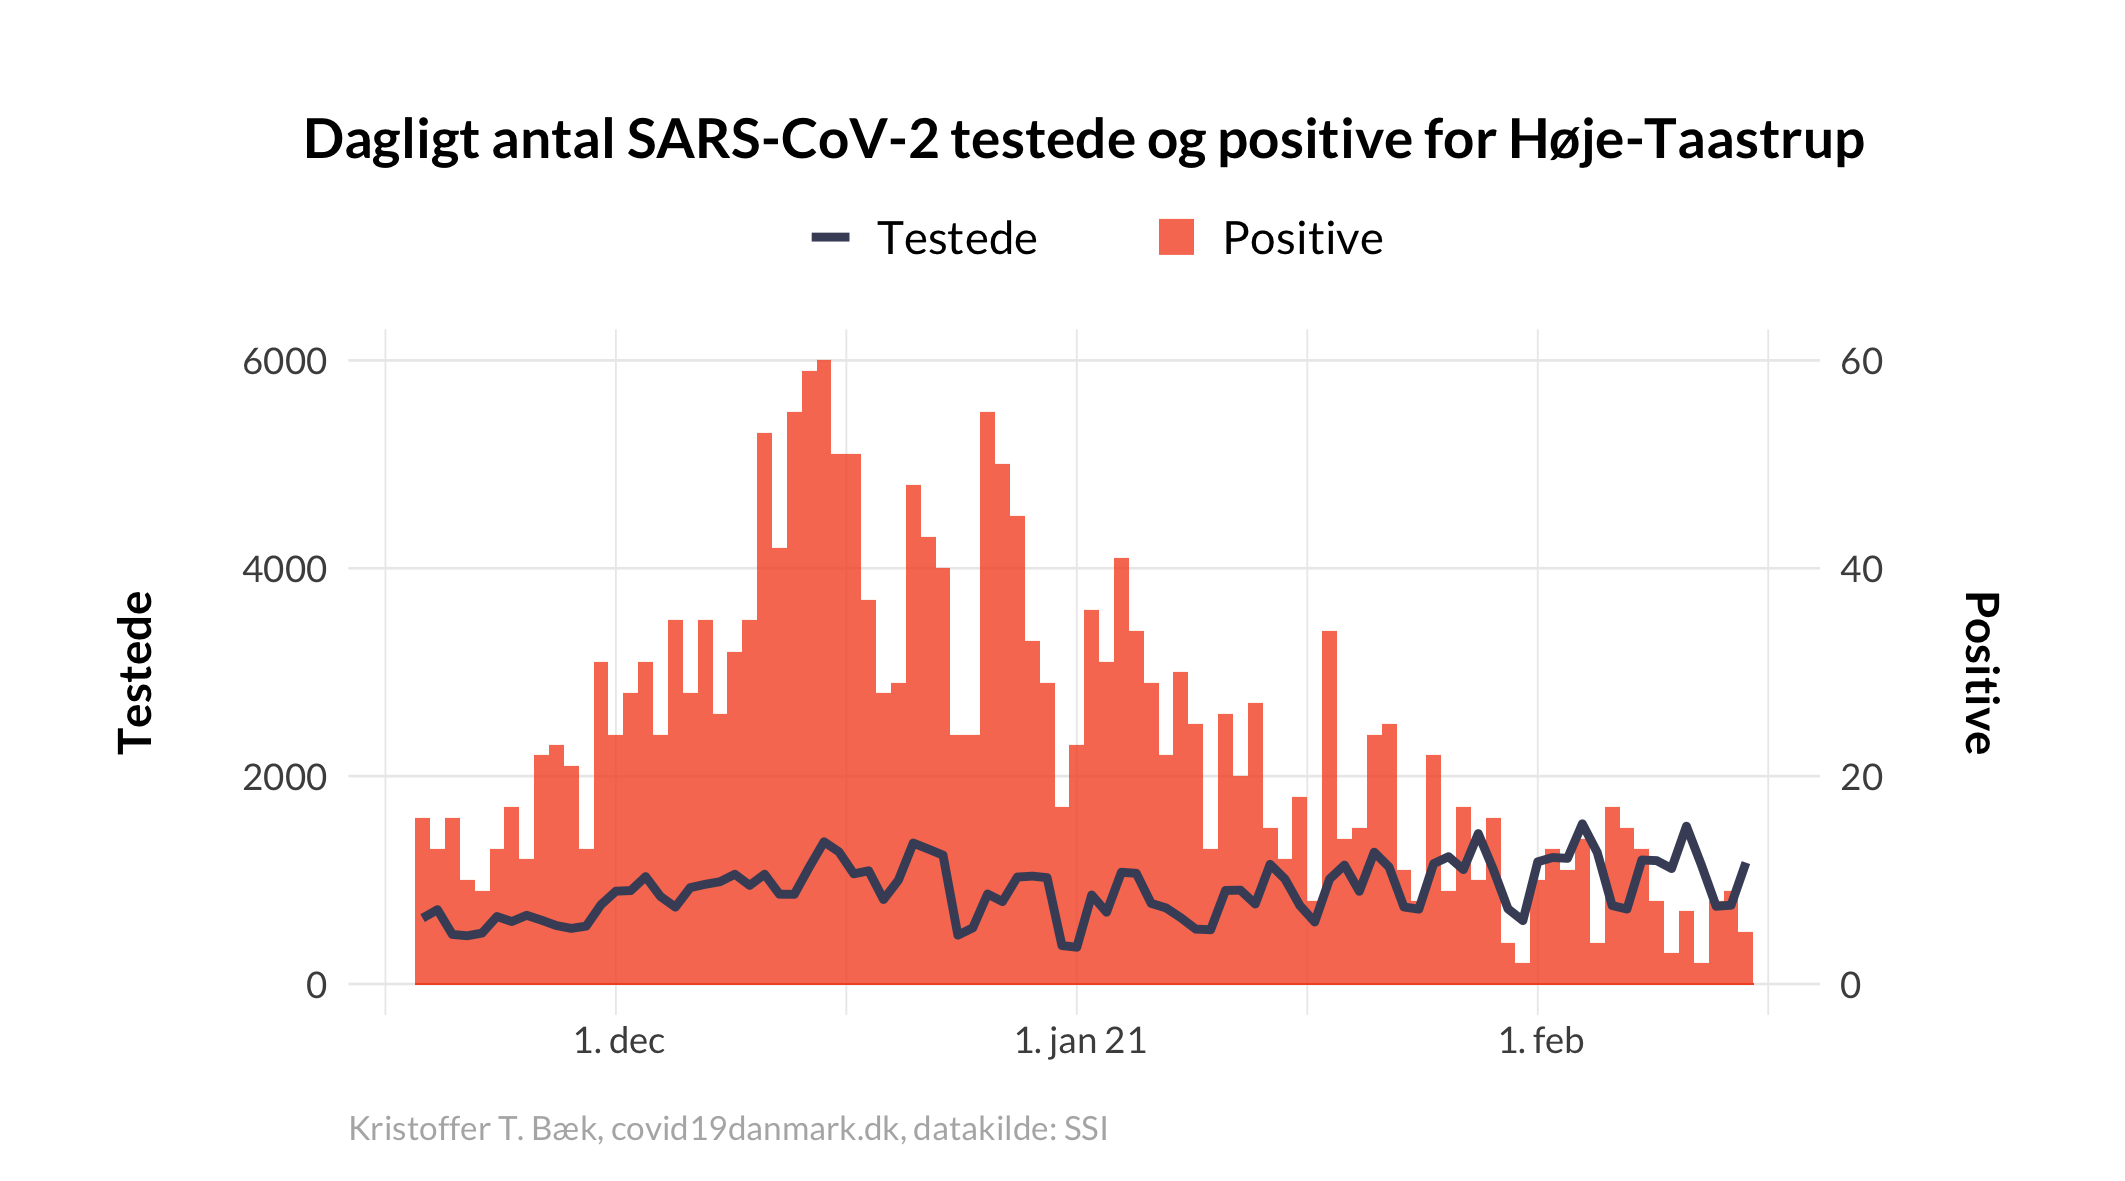 Dagligt antal SARS-CoV-2 testede og positive for Høje-Taastrup
Testede
Positive
6000
4000
2000
0
Testede
60
40
20
0
Positive
1. dec
1. jan 21
1. feb
Kristoffer T. Bæk, covid19danmark.dk, datakilde: SSI